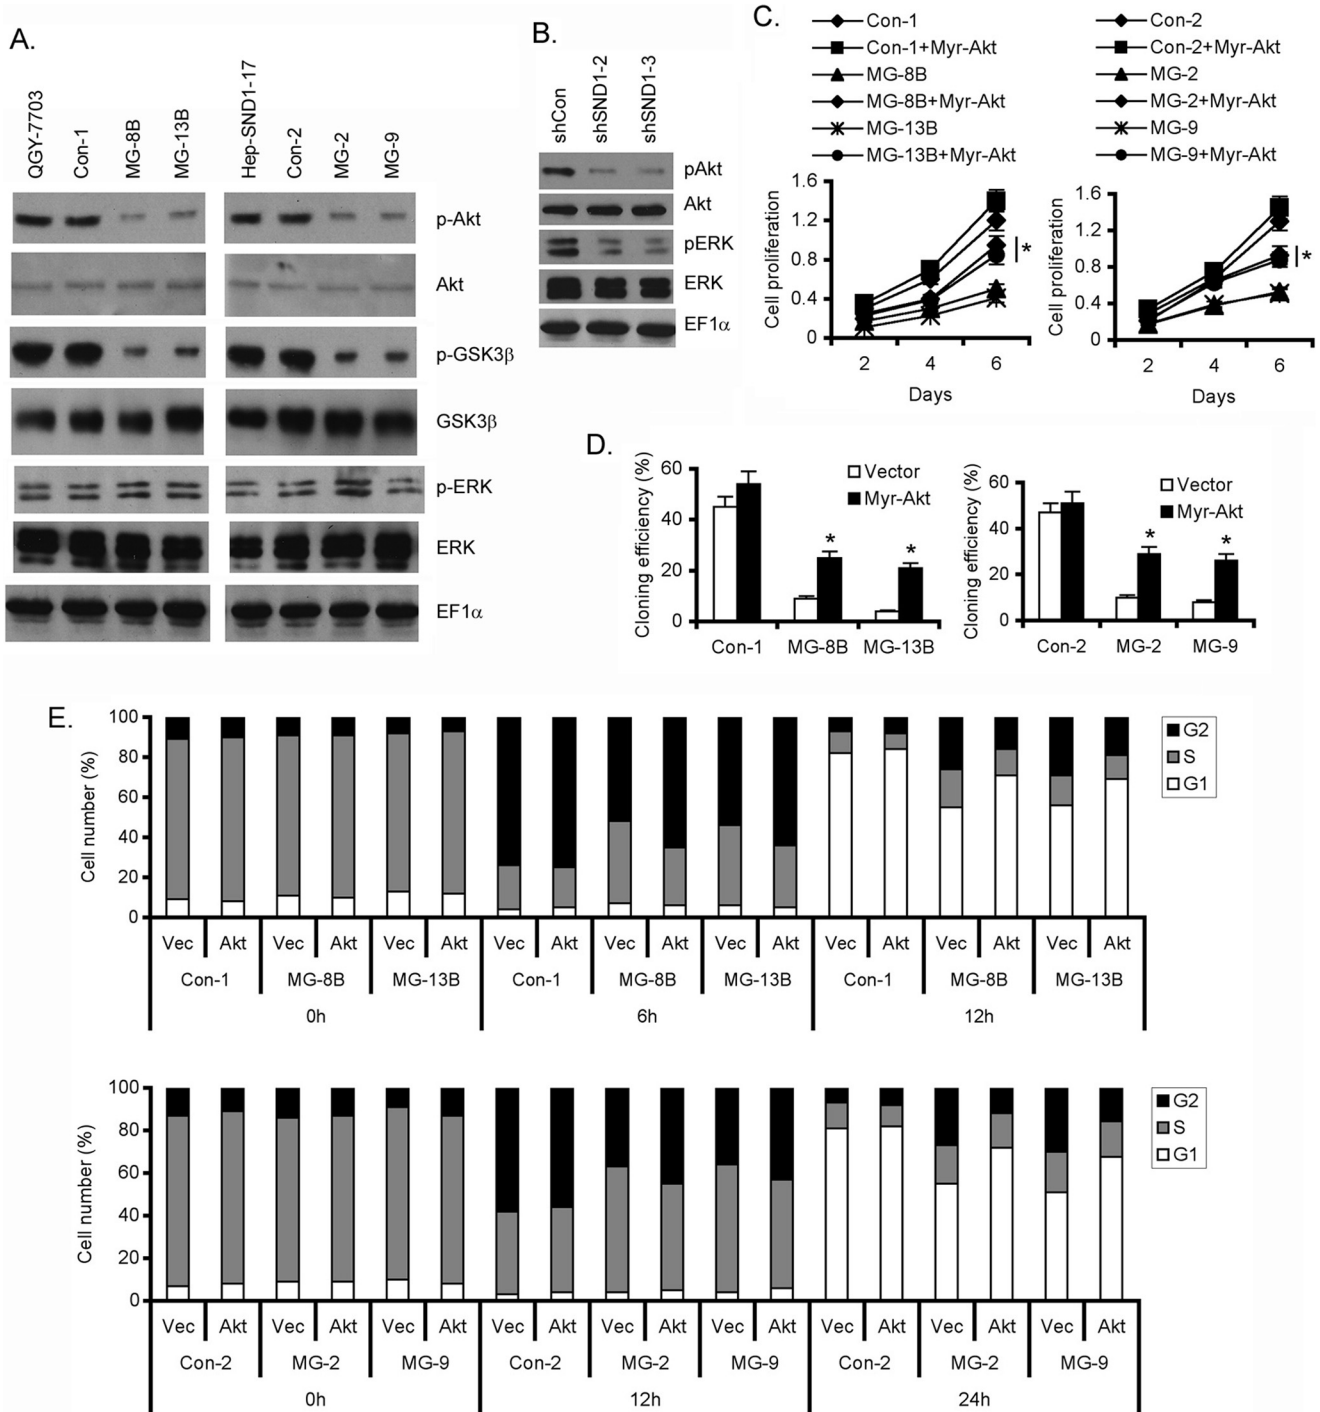 A.
QGY-7703
Con-1
MG-8B
MG-13B
Hep-SND1-17
Con-2
MG-2
MG-9
p-Akt
Akt
p-GSK3β
GSK3β
p-ERK
ERK
EF1α
B.
shCon
shSND1-2
shSND1-3
pAkt
Akt
pERK
ERK
EF1α
C.
Con-1
Con-1+Myr-Akt
MG-8B
MG-8B+Myr-Akt
MG-13B
MG-13B+Myr-Akt
Cell proliferation
1.6
1.2
0.8
0.4
0
*
2 4 6
Days
Con-2
Con-2+Myr-Akt
MG-2
MG-2+Myr-Akt
MG-9
MG-9+Myr-Akt
Cell proliferation
1.6
1.2
0.8
0.4
0
*
2 4 6
Days
D.
Cloning efficiency (%)
60
40
20
0
Vector
Myr-Akt
* *
Con-1 MG-8B MG-13B
Cloning efficiency (%)
60
40
20
0
Vector
Myr-Akt
* *
Con-2 MG-2 MG-9
E.
Cell number (%)
100
80
60
40
20
0
G2
S
G1
Vec Akt Vec Akt Vec Akt Vec Akt Vec Akt Vec Akt Vec Akt Vec Akt Vec Akt
Con-1 MG-8B MG-13B Con-1 MG-8B MG-13B Con-1 MG-8B MG-13B
0h 6h 12h
Cell number (%)
100
80
60
40
20
0
G2
S
G1
Vec Akt Vec Akt Vec Akt Vec Akt Vec Akt Vec Akt Vec Akt Vec Akt Vec Akt
Con-2 MG-2 MG-9 Con-2 MG-2 MG-9 Con-2 MG-2 MG-9
0h 12h 24h